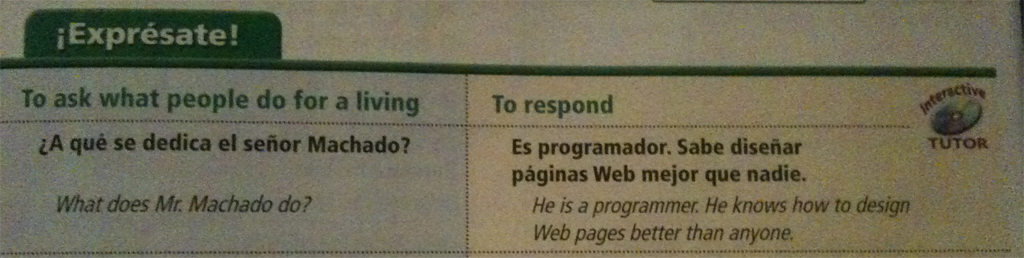 ¡Exprésate!
To ask what people do for a living
To respond
Interactive
TUTOR
¿A qué se dedica el señor Machado?
What does Mr. Machado do?
Es programador. Sabe diseñar
páginas Web mejor que nadie.
He is a programmer. He knows how to design
Web pages better than anyone.